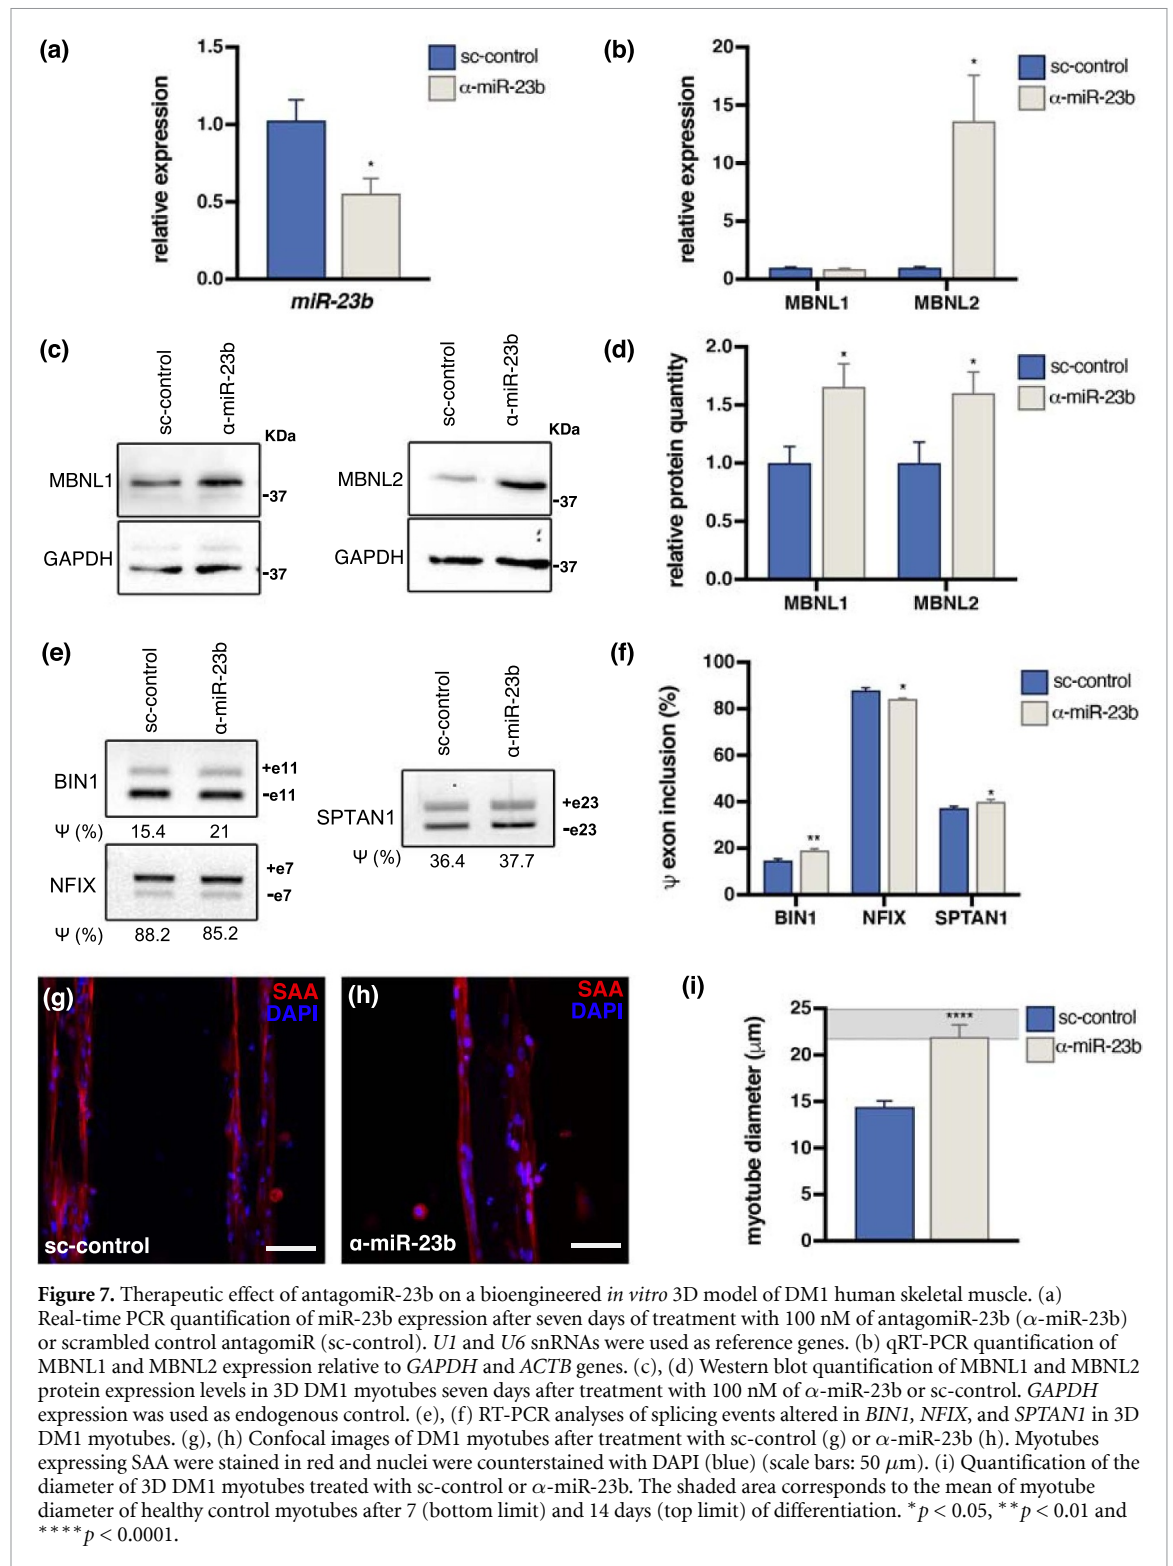 (a)
1.5
1.0
0.5
0.0
relative expression
*
miR-23b
sc-control
α-miR-23b
(b)
20
15
10
5
0
relative expression
*
MBNL1
MBNL2
sc-control
α-miR-23b
(c)
sc-control
α-miR-23b
KDa
MBNL1
-37
GAPDH
-37
sc-control
α-miR-23b
KDa
MBNL2
-37
GAPDH
-37
(d)
2.0
1.5
1.0
0.5
0.0
relative protein quantity
*
*
MBNL1
MBNL2
sc-control
α-miR-23b
(e)
sc-control
α-miR-23b
BIN1
+e11
-e11
Ψ (%)
15.4
21
NFIX
+e7
-e7
Ψ (%)
88.2
85.2
sc-control
α-miR-23b
SPTAN1
+e23
-e23
Ψ (%)
36.4
37.7
(f)
100
80
60
40
20
0
ψ exon inclusion (%)
**
*
*
BIN1
NFIX
SPTAN1
sc-control
α-miR-23b
(g)
SAA
DAPI
sc-control
(h)
SAA
DAPI
α-miR-23b
(i)
25
20
15
10
5
0
myotube diameter (μm)
****
sc-control
α-miR-23b
Figure 7. Therapeutic effect of antagomiR-23b on a bioengineered in vitro 3D model of DM1 human skeletal muscle. (a)
Real-time PCR quantification of miR-23b expression after seven days of treatment with 100 nM of antagomiR-23b (α-miR-23b)
or scrambled control antagomiR (sc-control). U1 and U6 snRNAs were used as reference genes. (b) qRT-PCR quantification of
MBNL1 and MBNL2 expression relative to GAPDH and ACTB genes. (c), (d) Western blot quantification of MBNL1 and MBNL2
protein expression levels in 3D DM1 myotubes seven days after treatment with 100 nM of α-miR-23b or sc-control. GAPDH
expression was used as endogenous control. (e), (f) RT-PCR analyses of splicing events altered in BIN1, NFIX, and SPTAN1 in 3D
DM1 myotubes. (g), (h) Confocal images of DM1 myotubes after treatment with sc-control (g) or α-miR-23b (h). Myotubes
expressing SAA were stained in red and nuclei were counterstained with DAPI (blue) (scale bars: 50 μm). (i) Quantification of the
diameter of 3D DM1 myotubes treated with sc-control or α-miR-23b. The shaded area corresponds to the mean of myotube
diameter of healthy control myotubes after 7 (bottom limit) and 14 days (top limit) of differentiation. *p < 0.05, **p < 0.01 and
****p < 0.0001.